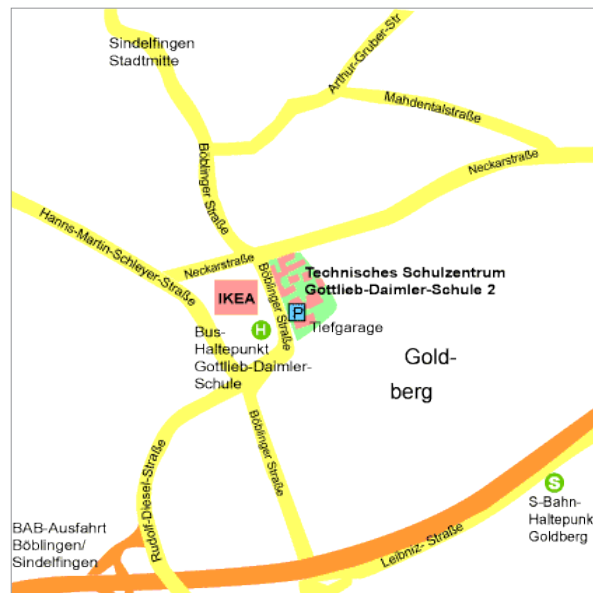 Sindelfingen
Stadtmitte
Arthur-Gruber-Str
Mahdentalstraße
Böblinger Straße
Neckarstraße
Hanns-Martin-Schleyer-Straße
Neckarstraße
Böblinger Straße
Technisches Schulzentrum
Gottlieb-Daimler-Schule 2
IKEA
P
Tiefgarage
H
Bus-
Haltepunkt
Gottlieb-Daimler-
Schule
Gold-
berg
Böblinger Straße
Rudolf-Diesel-Straße
S
S-Bahn-
Haltepunk
Goldberg
BAB-Ausfahrt
Böblingen/
Sindelfingen
Leibniz- Straße